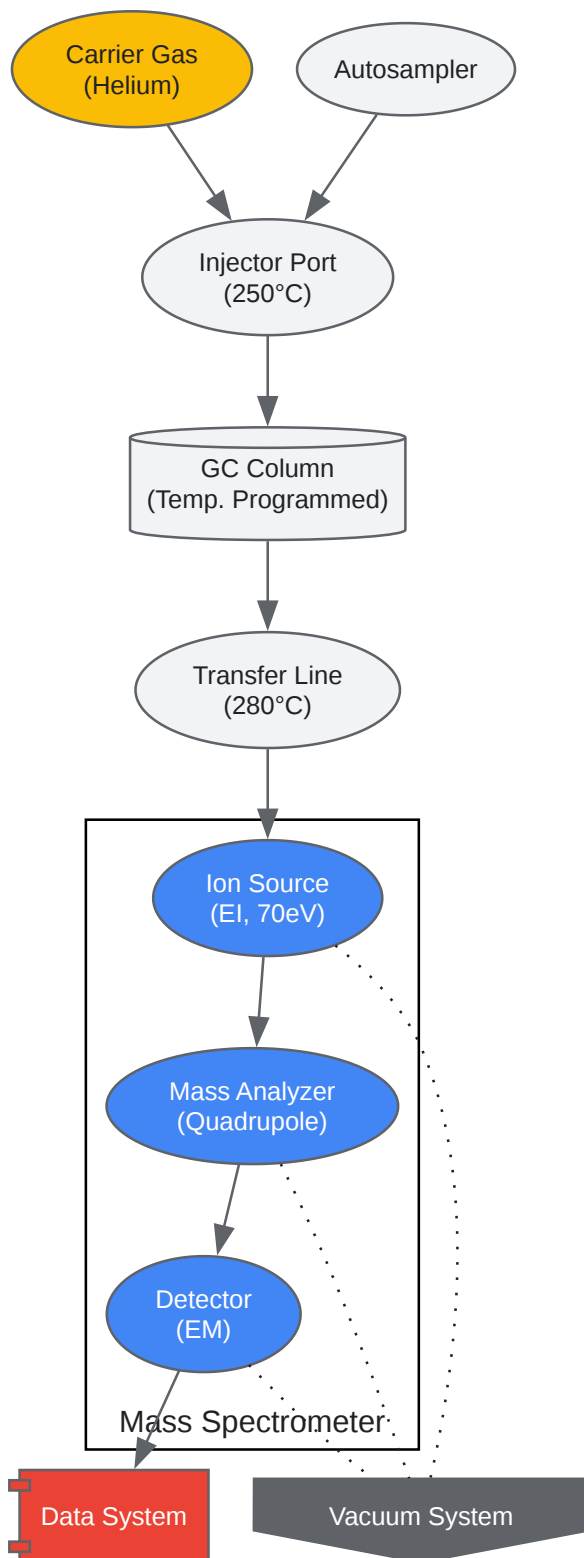 Carrier Gas
(Helium)
Autosampler
Injector Port
(250°C)
GC Column
(Temp. Programmed)
Transfer Line
(280°C)
Ion Source
(EI, 70eV)
Mass Analyzer
(Quadrupole)
Detector
(EM)
Mass Spectrometer
Data System
Vacuum System